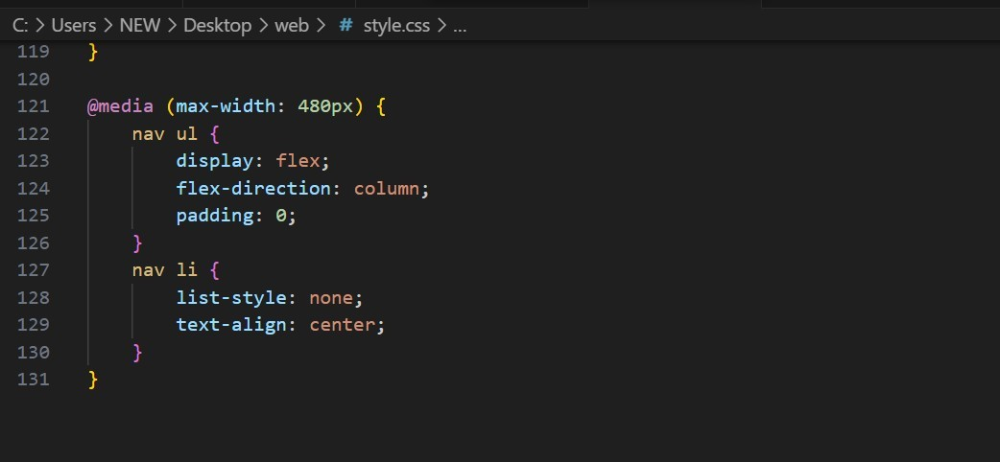 C: > Users > NEW > Desktop > web > # style.css > ...
119 }
120
121 @media (max-width: 480px) {
122     nav ul {
123         display: flex;
124         flex-direction: column;
125         padding: 0;
126     }
127     nav li {
128         list-style: none;
129         text-align: center;
130     }
131 }